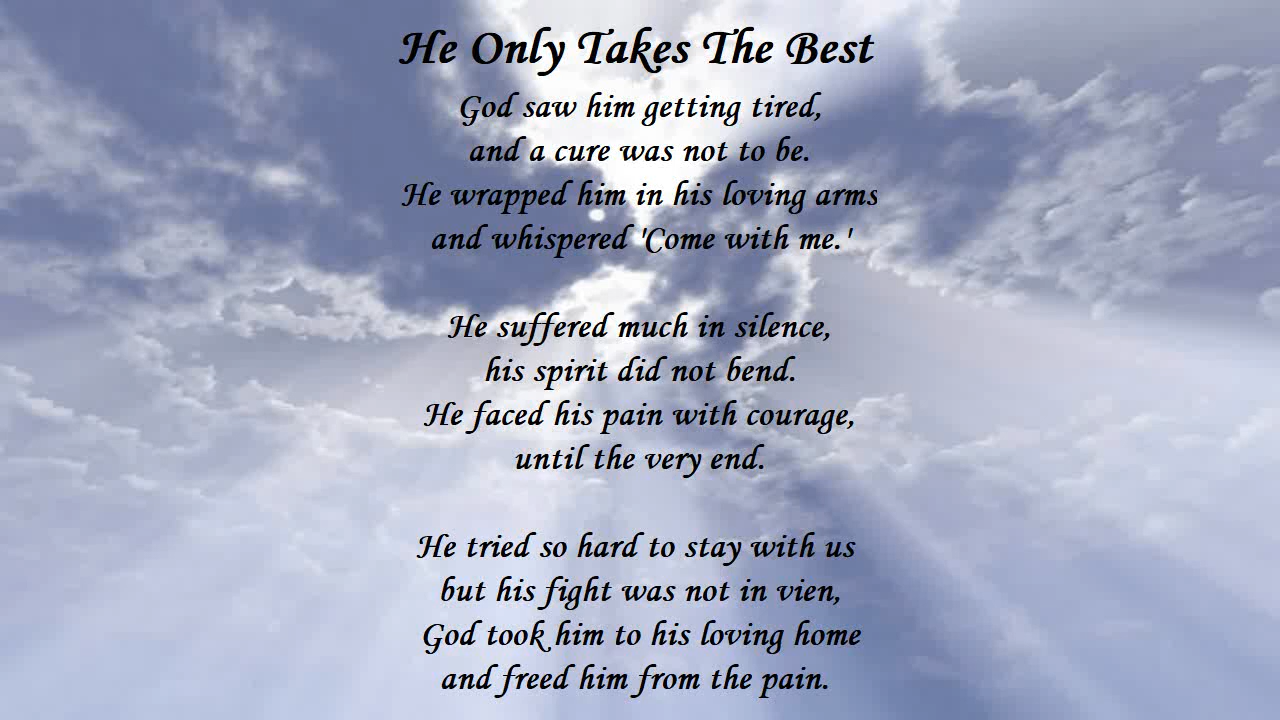 He Only Takes The Best
God saw him getting tired,
and a cure was not to be.
He wrapped him in his loving arms
and whispered 'Come with me.'
He suffered much in silence,
his spirit did not bend.
He faced his pain with courage,
until the very end.
He tried so hard to stay with us
but his fight was not in vien,
God took him to his loving home
and freed him from the pain.